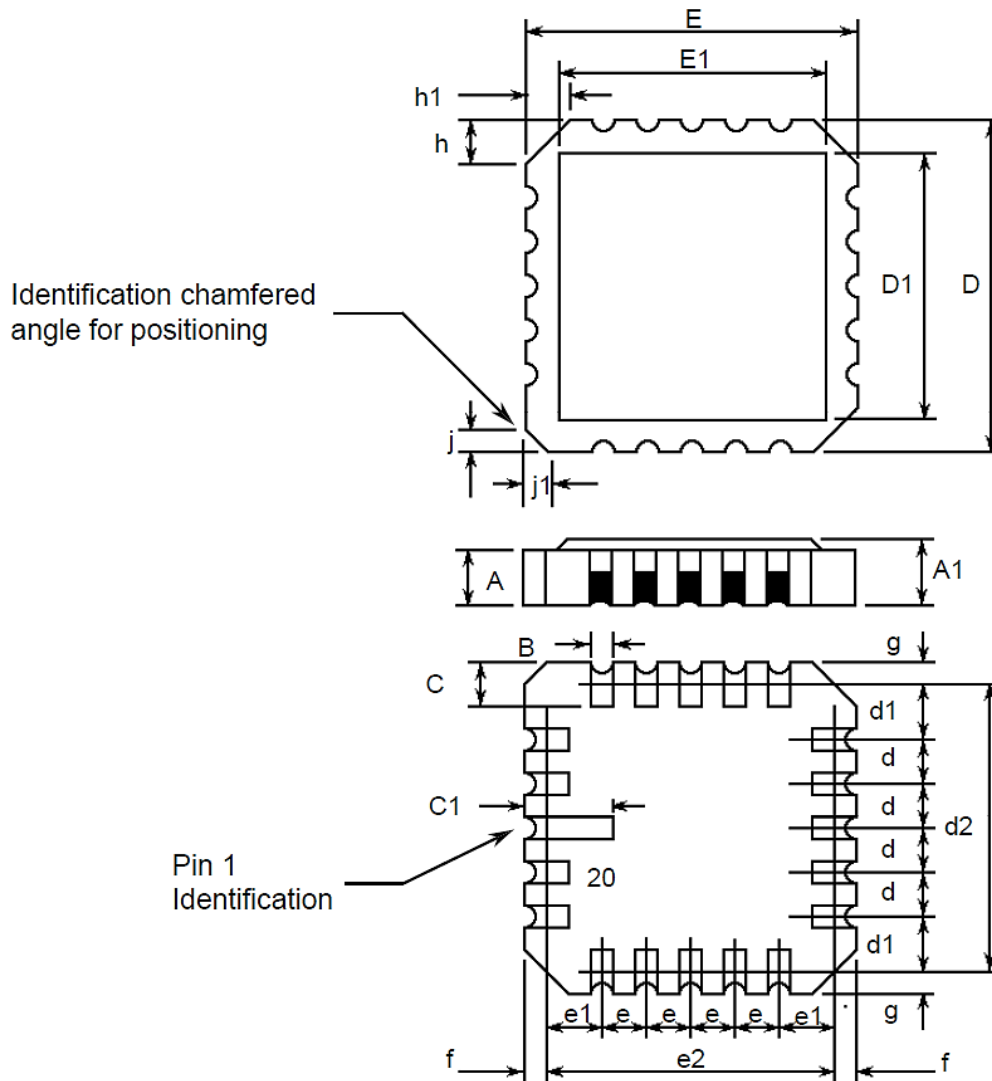 E
E1
h1
h
D1
D
Identification chamfered
angle for positioning
j
j1
A
A1
B
g
C
d1
d
C1
d
d2
Pin 1
Identification
20
d
d
d1
e1 e e e e e1
g
f
e2
f